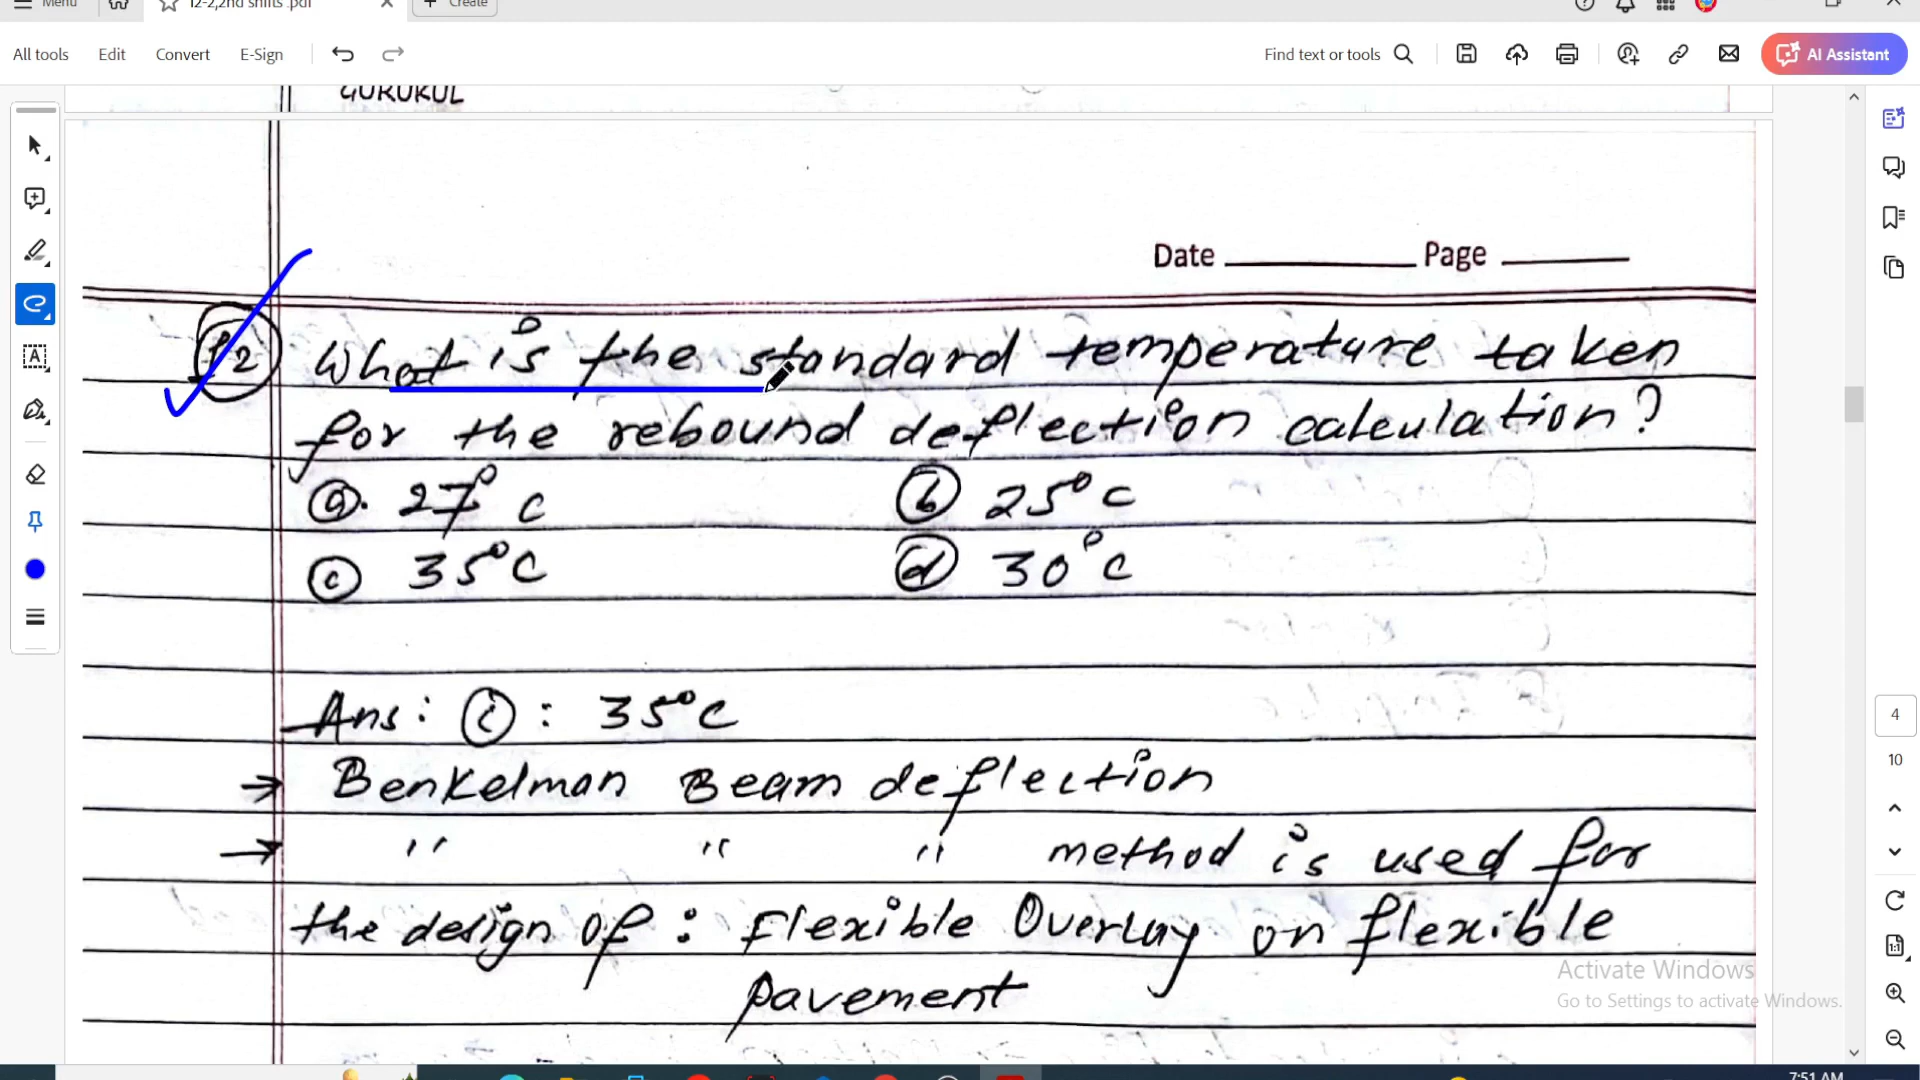 Menu
12-2,2nd shifts .pdf
Create
All tools Edit Convert E-Sign
Find text or tools
AI Assistant
GURUKUL
Date Page
12 What is the standard temperature taken
for the rebound deflection calculation?
(a). 27° C (b) 25° C
(c) 35° C (d) 30° C
Ans: (c) : 35° C
→ Benkelman Beam deflection
→ " " " method is used for
the design of : Flexible Overlay on flexible
pavement
4
10
Activate Windows
Go to Settings to activate Windows.
7:51 AM